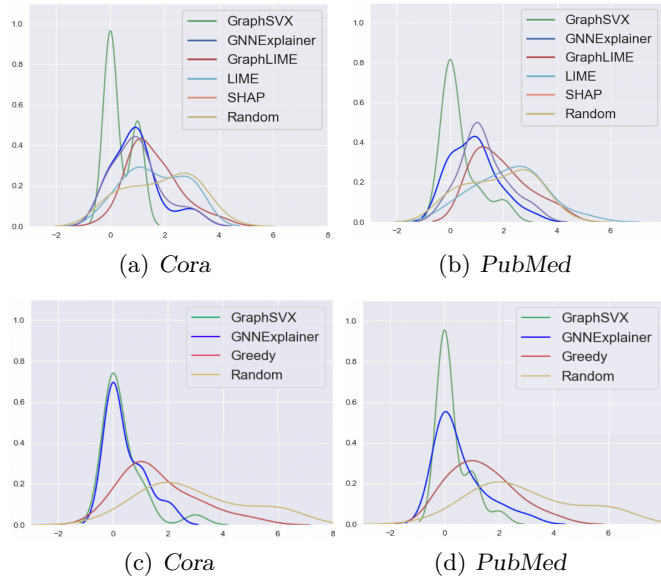 1.0
0.8
0.6
0.4
0.2
0.0
-2 0 2 4 6 8
GraphSVX
GNNExplainer
GraphLIME
LIME
SHAP
Random
(a) Cora
1.0
0.8
0.6
0.4
0.2
0.0
-2 0 2 4 6
GraphSVX
GNNExplainer
GraphLIME
LIME
SHAP
Random
(b) PubMed
1.0
0.8
0.6
0.4
0.2
0.0
-2 0 2 4 6 8
GraphSVX
GNNExplainer
Greedy
Random
(c) Cora
1.0
0.8
0.6
0.4
0.2
0.0
-2 0 2 4 6
GraphSVX
GNNExplainer
Greedy
Random
(d) PubMed